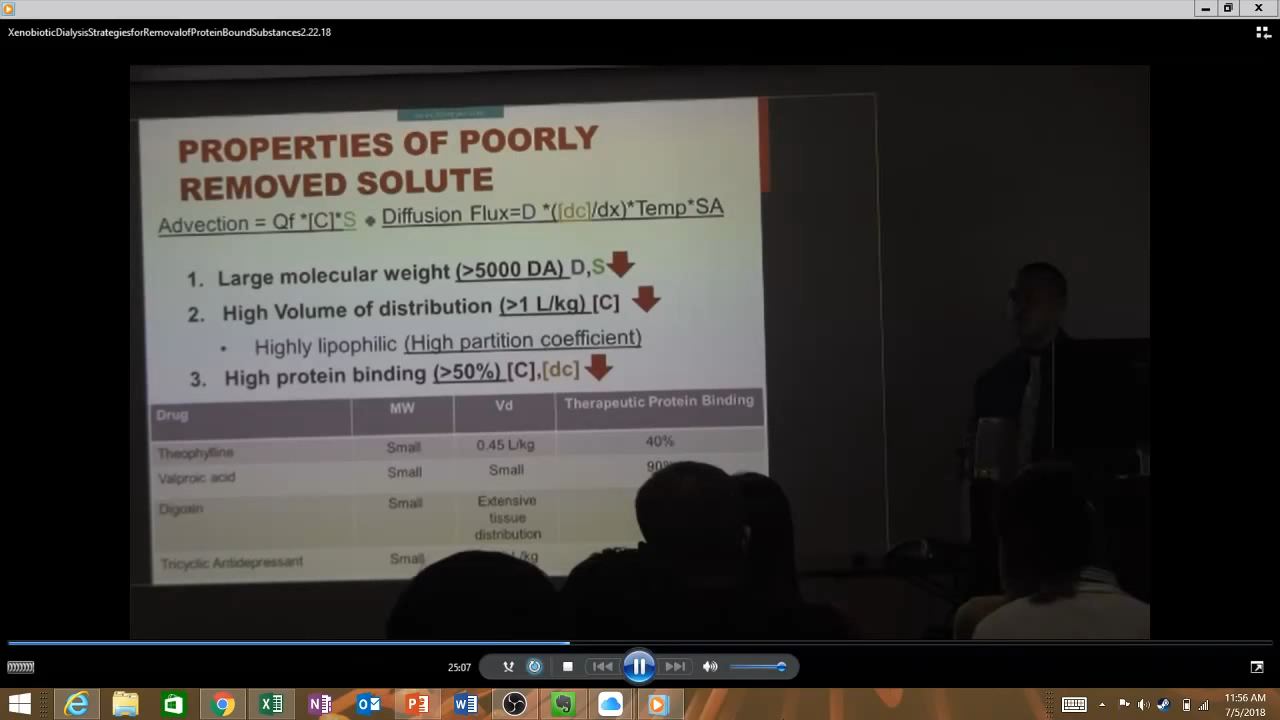 XenobioticDialysisStrategiesforRemovalofProteinBoundSubstances2.22.18
PROPERTIES OF POORLY
REMOVED SOLUTE
Advection = Qf *[C]*S • Diffusion Flux=D *([dc]/dx)*Temp*SA
1. Large molecular weight (>5000 DA) D,S
2. High Volume of distribution (>1 L/kg) [C]
• Highly lipophilic (High partition coefficient)
3. High protein binding (>50%) [C],[dc]
Drug MW Vd Therapeutic Protein Binding
Theophylline Small 0.45 L/kg 40%
Valproic acid Small Small 90%
Digoxin Small Extensive
tissue
distribution
Tricyclic Antidepressant Small L/kg
25:07
11:56 AM
7/5/2018